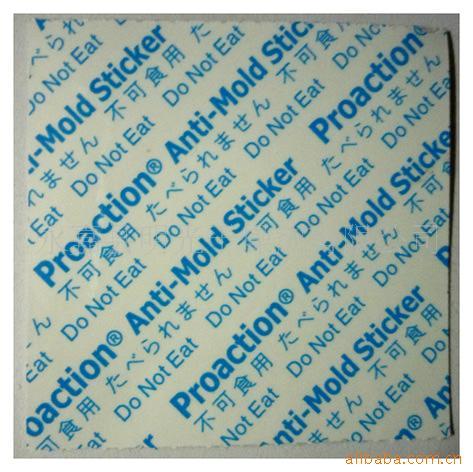 Do Not Eat
Anti-Mold Sticker
不可食用 たべられません
Do Not Eat Do Not Eat
Proaction® Anti-Mold Sticker
不可食用 たべられません
Do Not Eat Do Not Eat
Proaction® Anti-Mold Sticker
不可食用 たべられません
Do Not Eat Do Not Eat
Proaction® Anti-Mold Sticker
不可食用 たべられません
Do Not Eat Do Not Eat
Proaction
alibaba.com.cn